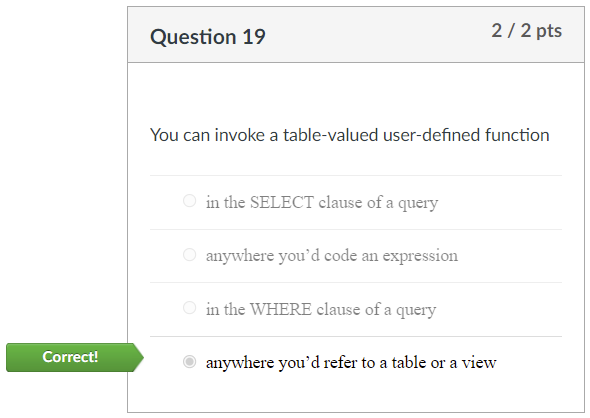 Question 19
2 / 2 pts
You can invoke a table-valued user-defined function
in the SELECT clause of a query
anywhere you’d code an expression
in the WHERE clause of a query
Correct!
anywhere you’d refer to a table or a view